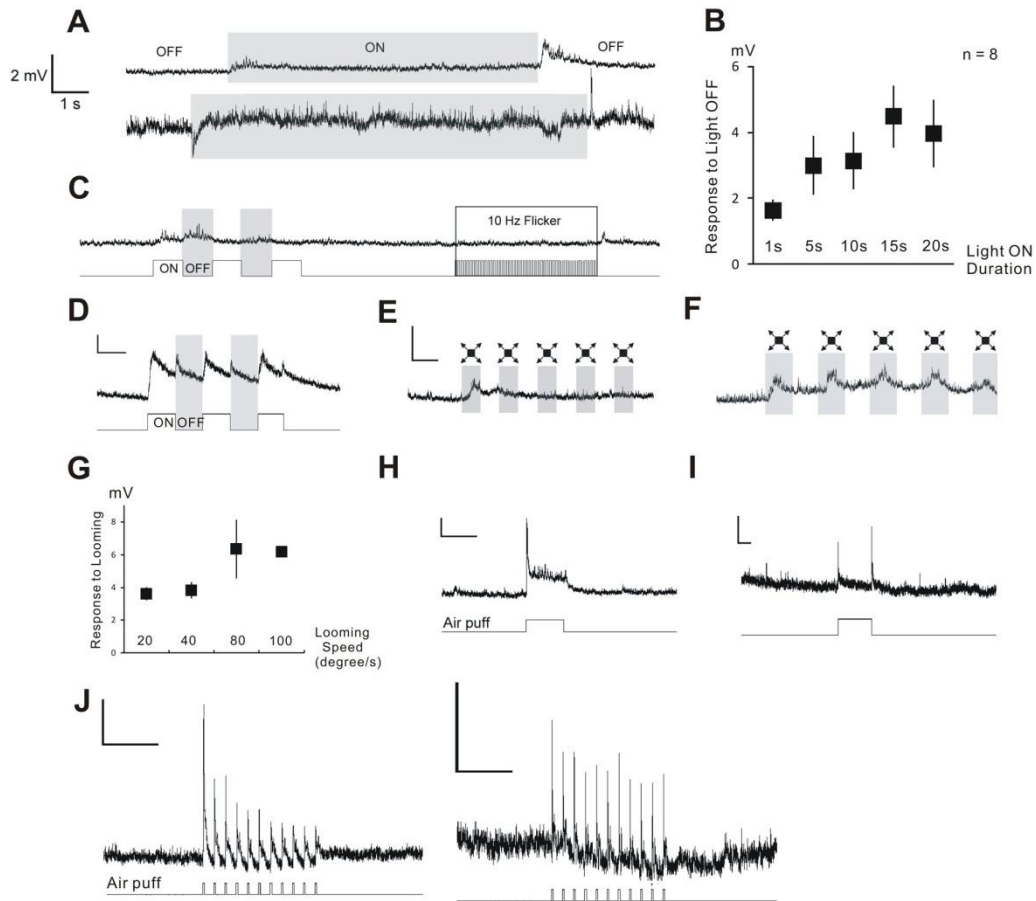 A
OFF
ON
OFF
2 mV
1 s
B
mV
n = 8
6
4
2
0
Response to Light OFF
1s 5s 10s 15s 20s
Light ON
Duration
C
10 Hz Flicker
ON OFF
D
ON OFF
E
F
G
mV
8
6
4
2
0
Response to Looming
20 40 80 100
Looming
Speed
(degree/s)
H
Air puff
I
J
Air puff